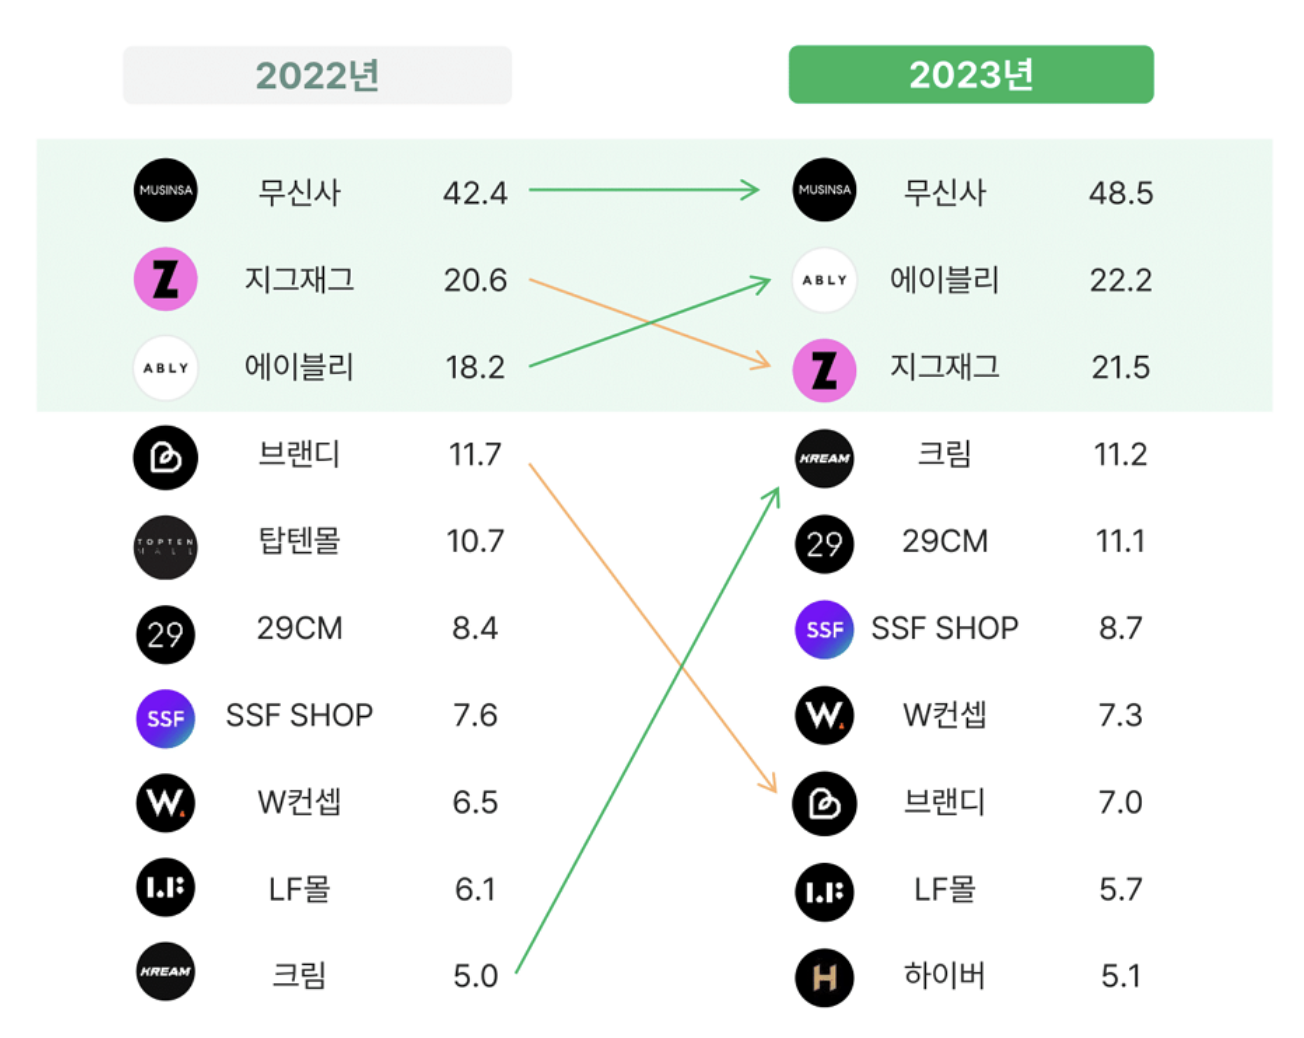 2022년 2023년
MUSINSA 무신사 42.4 MUSINSA 무신사 48.5
Z 지그재그 20.6 ABLY 에이블리 22.2
ABLY 에이블리 18.2 Z 지그재그 21.5
브랜디 11.7 KREAM 크림 11.2
TOPTEN MALL 탑텐몰 10.7 29 29CM 11.1
29 29CM 8.4 SSF SSF SHOP 8.7
SSF SSF SHOP 7.6 W. W컨셉 7.3
W. W컨셉 6.5 브랜디 7.0
LF LF몰 6.1 LF LF몰 5.7
KREAM 크림 5.0 H 하이버 5.1